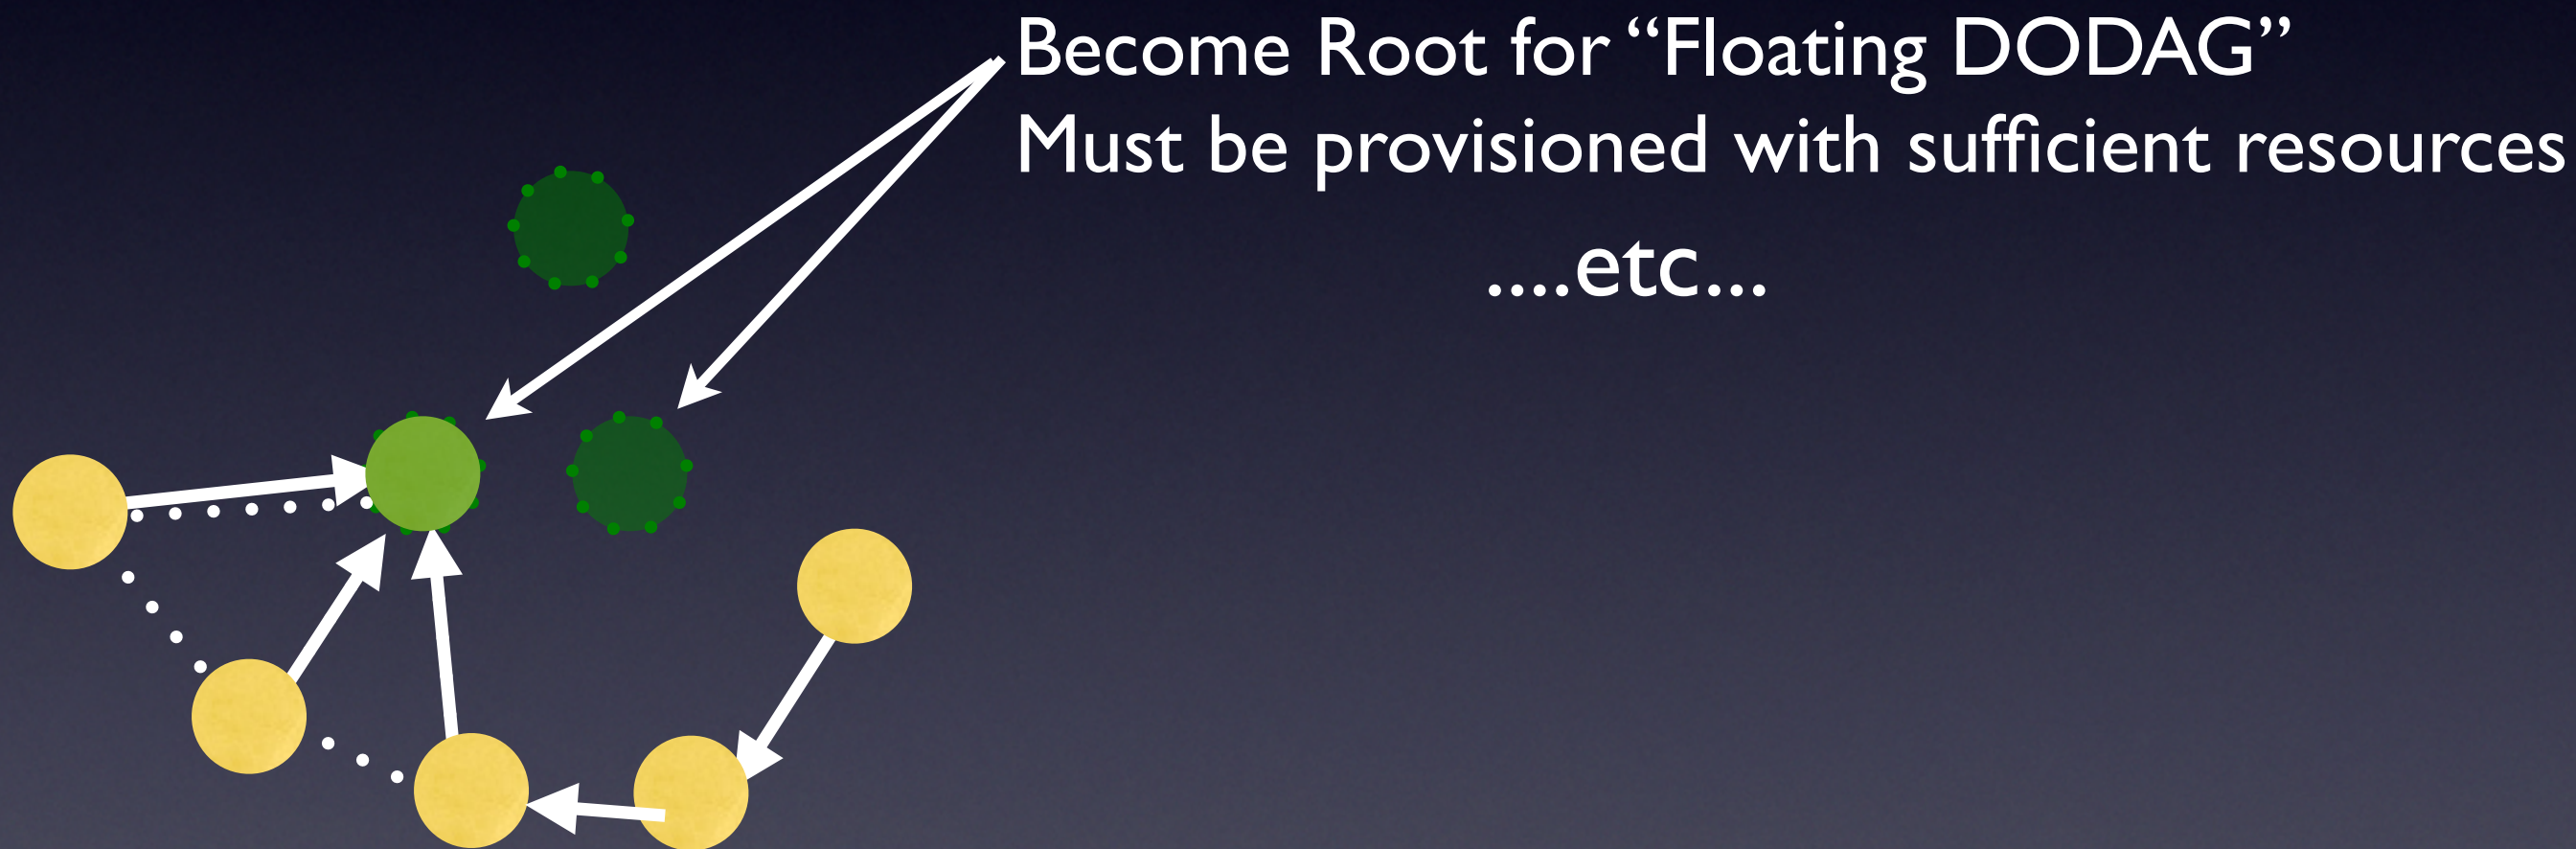 Become Root for “Floating DODAG”
Must be provisioned with sufficient resources
....etc...